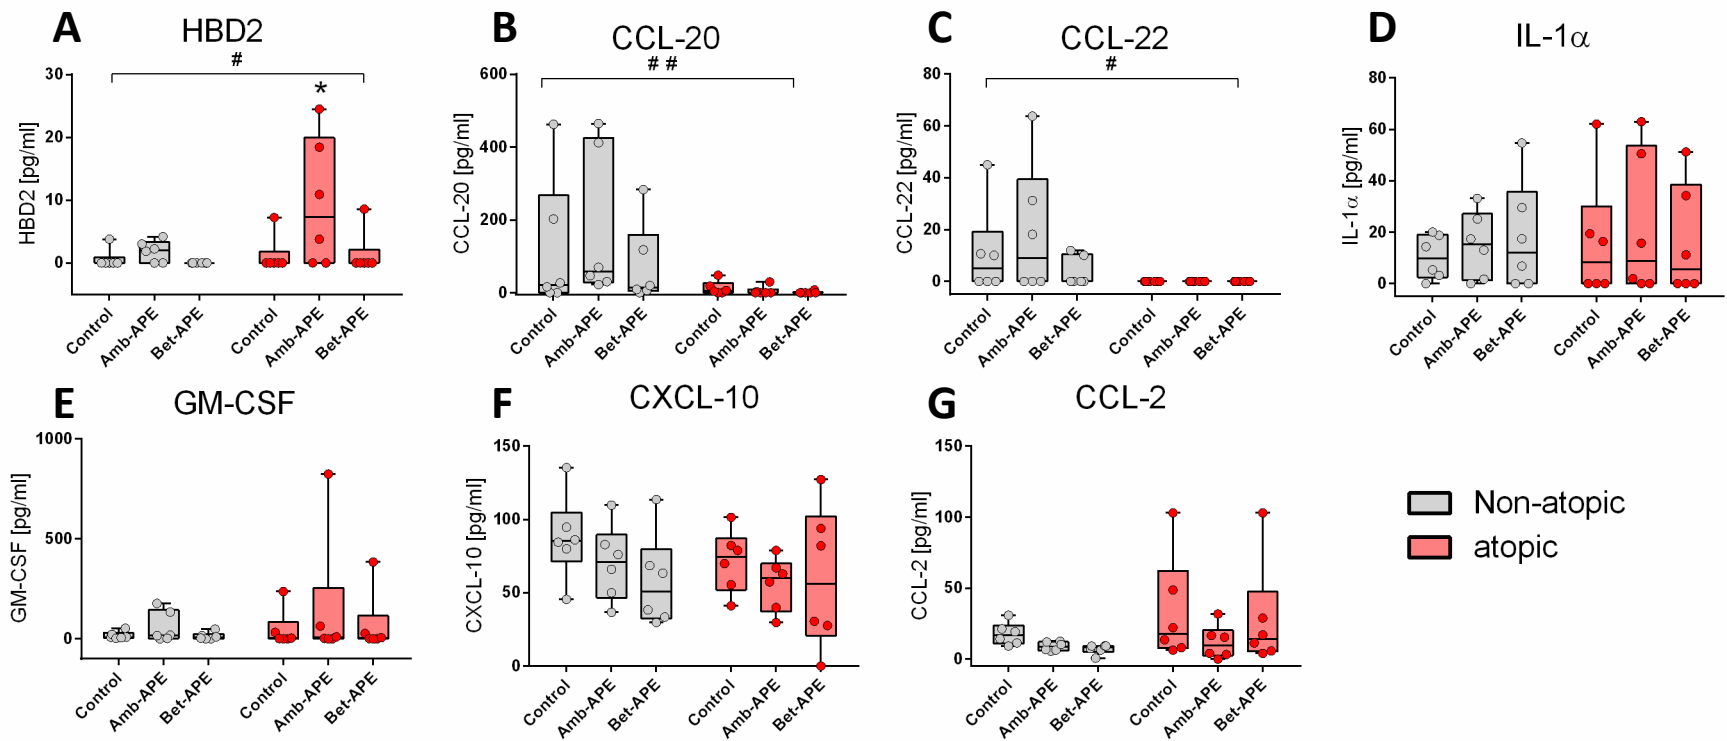 A
HBD2
#
*
HBD2 [pg/ml]
30
20
10
0
Control
Amb-APE
Bet-APE
Control
Amb-APE
Bet-APE
B
CCL-20
# #
CCL-20 [pg/ml]
600
400
200
0
Control
Amb-APE
Bet-APE
Control
Amb-APE
Bet-APE
C
CCL-22
#
CCL-22 [pg/ml]
80
60
40
20
0
Control
Amb-APE
Bet-APE
Control
Amb-APE
Bet-APE
D
IL-1α
IL-1α [pg/ml]
80
60
40
20
0
Control
Amb-APE
Bet-APE
Control
Amb-APE
Bet-APE
E
GM-CSF
GM-CSF [pg/ml]
1000
500
0
Control
Amb-APE
Bet-APE
Control
Amb-APE
Bet-APE
F
CXCL-10
CXCL-10 [pg/ml]
150
100
50
0
Control
Amb-APE
Bet-APE
Control
Amb-APE
Bet-APE
G
CCL-2
CCL-2 [pg/ml]
150
100
50
0
Control
Amb-APE
Bet-APE
Control
Amb-APE
Bet-APE
Non-atopic
atopic